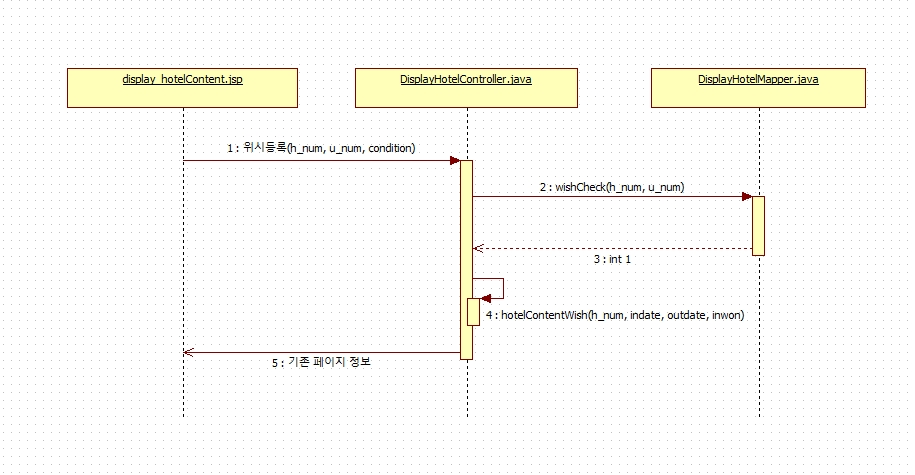 display_hotelContent.jsp
DisplayHotelController.java
DisplayHotelMapper.java
1 : 위시등록(h_num, u_num, condition)
2 : wishCheck(h_num, u_num)
3 : int 1
4 : hotelContentWish(h_num, indate, outdate, inwon)
5 : 기존 페이지 정보